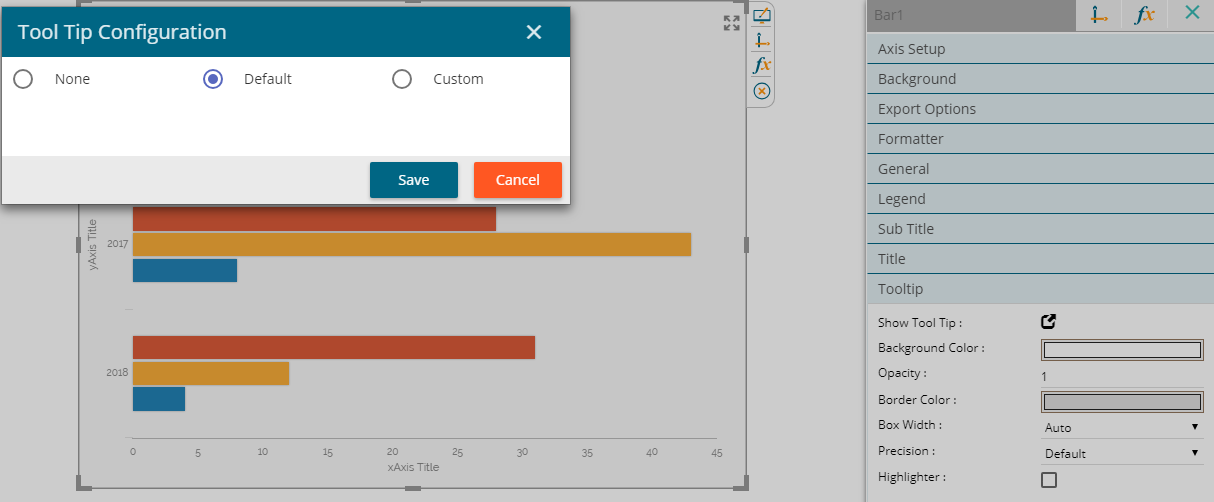 Tool Tip Configuration
None Default Custom
Save Cancel
yAxis Title
2017
2018
0 5 10 15 20 25 30 35 40 45
xAxis Title
fx
Bar1 fx
Axis Setup
Background
Export Options
Formatter
General
Legend
Sub Title
Title
Tooltip
Show Tool Tip :
Background Color :
Opacity : 1
Border Color :
Box Width : Auto
Precision : Default
Highlighter :